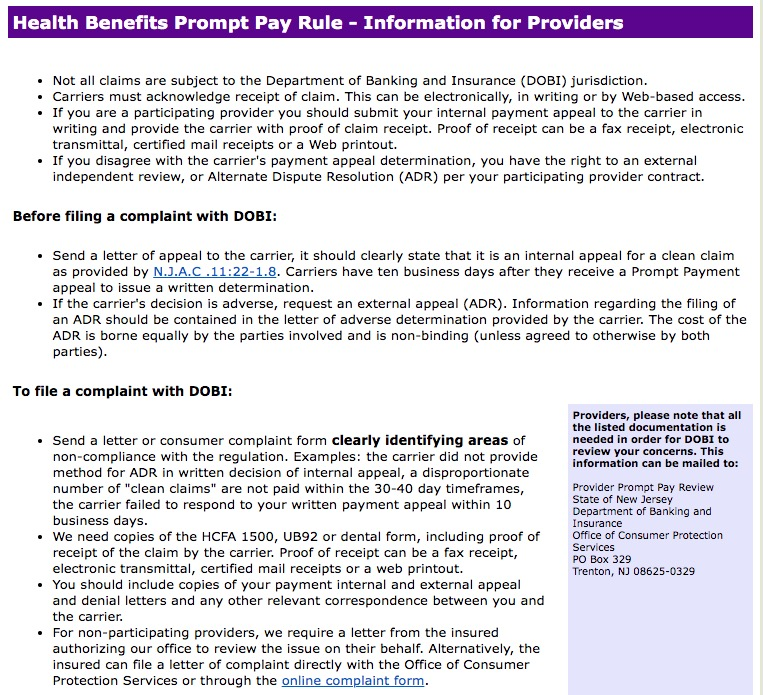 Health Benefits Prompt Pay Rule - Information for Providers
• Not all claims are subject to the Department of Banking and Insurance (DOBI) jurisdiction.
• Carriers must acknowledge receipt of claim. This can be electronically, in writing or by Web-based access.
• If you are a participating provider you should submit your internal payment appeal to the carrier in
writing and provide the carrier with proof of claim receipt. Proof of receipt can be a fax receipt, electronic
transmittal, certified mail receipts or a Web printout.
• If you disagree with the carrier's payment appeal determination, you have the right to an external
independent review, or Alternate Dispute Resolution (ADR) per your participating provider contract.
Before filing a complaint with DOBI:
• Send a letter of appeal to the carrier, it should clearly state that it is an internal appeal for a clean claim
as provided by N.J.A.C .11:22-1.8. Carriers have ten business days after they receive a Prompt Payment
appeal to issue a written determination.
• If the carrier's decision is adverse, request an external appeal (ADR). Information regarding the filing of
an ADR should be contained in the letter of adverse determination provided by the carrier. The cost of the
ADR is borne equally by the parties involved and is non-binding (unless agreed to otherwise by both
parties).
To file a complaint with DOBI:
• Send a letter or consumer complaint form clearly identifying areas of
non-compliance with the regulation. Examples: the carrier did not provide
method for ADR in written decision of internal appeal, a disproportionate
number of "clean claims" are not paid within the 30-40 day timeframes,
the carrier failed to respond to your written payment appeal within 10
business days.
• We need copies of the HCFA 1500, UB92 or dental form, including proof of
receipt of the claim by the carrier. Proof of receipt can be a fax receipt,
electronic transmittal, certified mail receipts or a web printout.
• You should include copies of your payment internal and external appeal
and denial letters and any other relevant correspondence between you and
the carrier.
• For non-participating providers, we require a letter from the insured
authorizing our office to review the issue on their behalf. Alternatively, the
insured can file a letter of complaint directly with the Office of Consumer
Protection Services or through the online complaint form.
Providers, please note that all
the listed documentation is
needed in order for DOBI to
review your concerns. This
information can be mailed to:
Provider Prompt Pay Review
State of New Jersey
Department of Banking and
Insurance
Office of Consumer Protection
Services
PO Box 329
Trenton, NJ 08625-0329